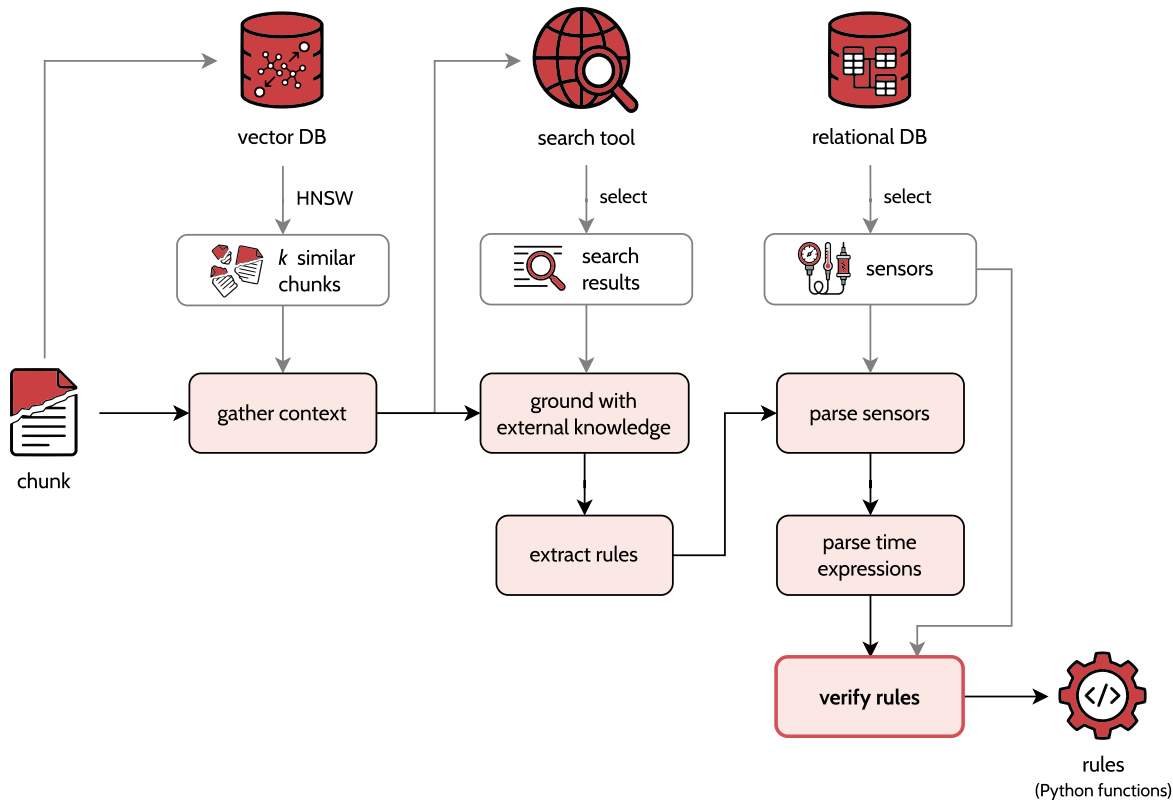 vector DB
search tool
relational DB
HNSW
select
select
k similar
chunks
search
results
sensors
gather context
ground with
external knowledge
parse sensors
chunk
extract rules
parse time
expressions
verify rules
</>
rules
(Python functions)